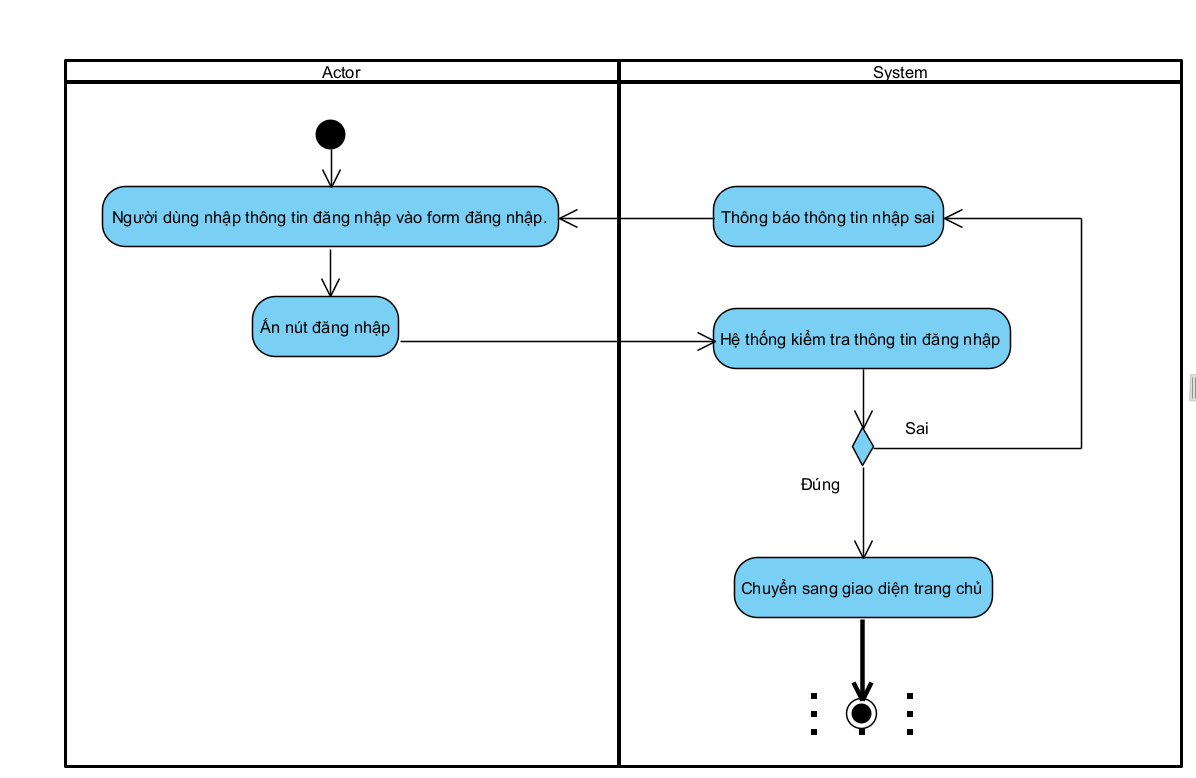 Actor
System
Người dùng nhập thông tin đăng nhập vào form đăng nhập.
Thông báo thông tin nhập sai
Ấn nút đăng nhập
Hệ thống kiểm tra thông tin đăng nhập
Sai
Đúng
Chuyển sang giao diện trang chủ